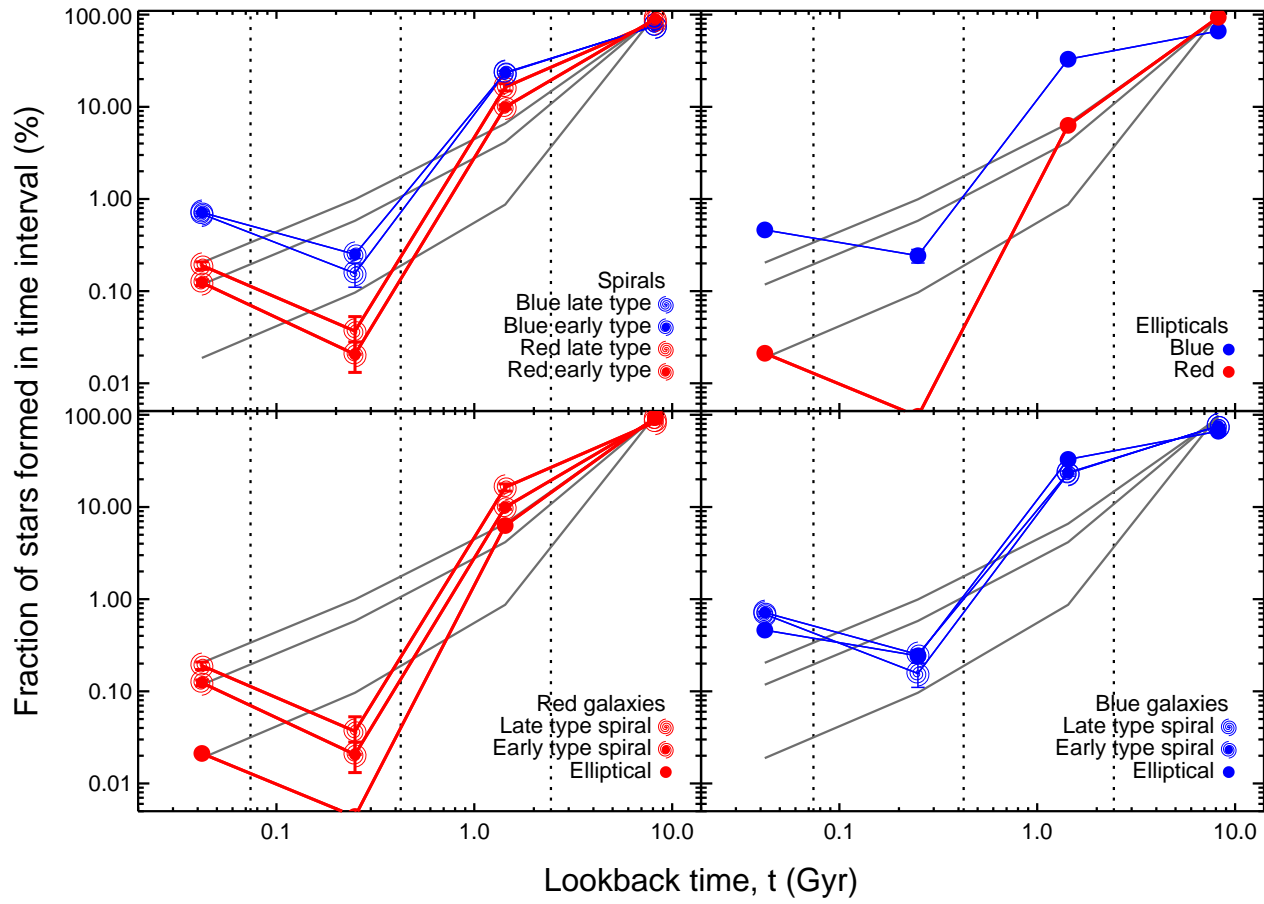 Fraction of stars formed in time interval (%)
100.00
10.00
1.00
0.10
0.01
Spirals
Blue late type
Blue early type
Red late type
Red early type
Ellipticals
Blue
Red
100.00
10.00
1.00
0.10
0.01
Red galaxies
Late type spiral
Early type spiral
Elliptical
Blue galaxies
Late type spiral
Early type spiral
Elliptical
0.1 1.0 10.0
0.1 1.0 10.0
Lookback time, t (Gyr)